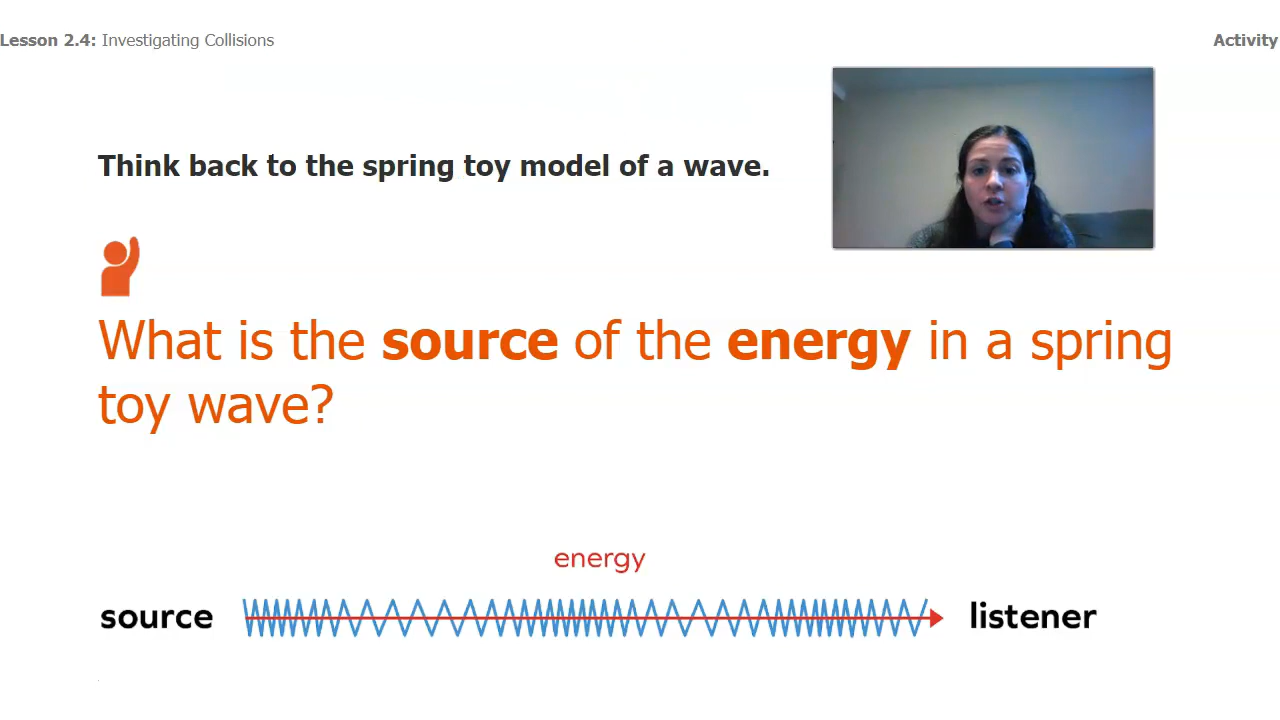 Lesson 2.4: Investigating Collisions
Activity
Think back to the spring toy model of a wave.
What is the source of the energy in a spring
toy wave?
energy
source
listener